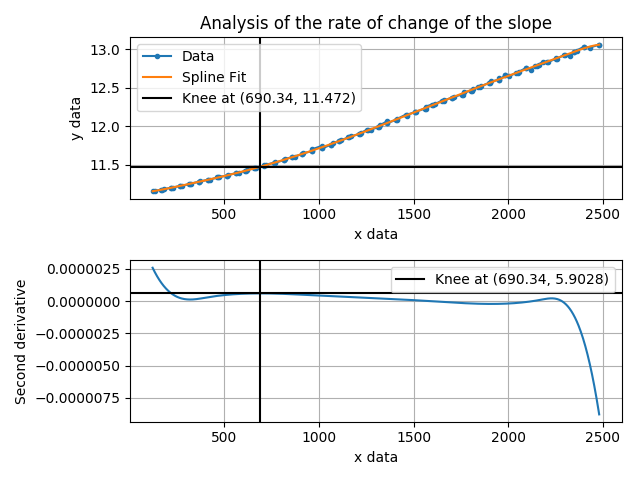 Analysis of the rate of change of the slope
13.0
12.5
12.0
11.5
y data
Data
Spline Fit
Knee at (690.34, 11.472)
500 1000 1500 2000 2500
x data
0.0000025
0.0000000
−0.0000025
−0.0000050
−0.0000075
Second derivative
Knee at (690.34, 5.9028)
500 1000 1500 2000 2500
x data